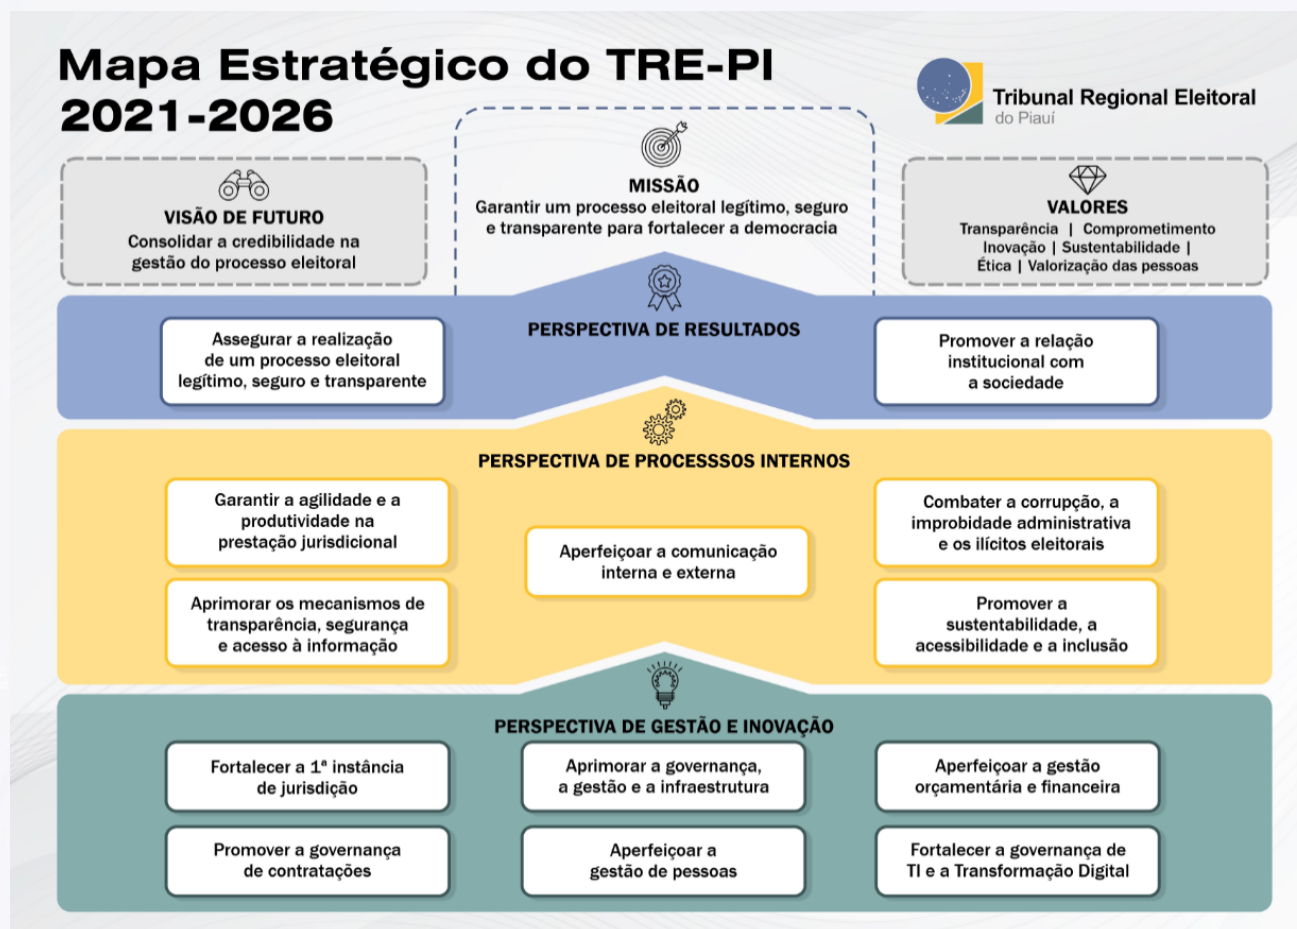 Mapa Estratégico do TRE-PI
2021-2026
Tribunal Regional Eleitoral
do Piauí
VISÃO DE FUTURO
Consolidar a credibilidade na
gestão do processo eleitoral
MISSÃO
Garantir um processo eleitoral legítimo, seguro
e transparente para fortalecer a democracia
VALORES
Transparência | Comprometimento
Inovação | Sustentabilidade |
Ética | Valorização das pessoas
PERSPECTIVA DE RESULTADOS
Assegurar a realização
de um processo eleitoral
legítimo, seguro e transparente
Promover a relação
institucional com
a sociedade
PERSPECTIVA DE PROCESSSOS INTERNOS
Garantir a agilidade e a
produtividade na
prestação jurisdicional
Aprimorar os mecanismos de
transparência, segurança
e acesso à informação
Aperfeiçoar a comunicação
interna e externa
Combater a corrupção, a
improbidade administrativa
e os ilícitos eleitorais
Promover a
sustentabilidade, a
acessibilidade e a inclusão
PERSPECTIVA DE GESTÃO E INOVAÇÃO
Fortalecer a 1ª instância
de jurisdição
Aprimorar a governança,
a gestão e a infraestrutura
Aperfeiçoar a gestão
orçamentária e financeira
Promover a governança
de contratações
Aperfeiçoar a
gestão de pessoas
Fortalecer a governança de
TI e a Transformação Digital